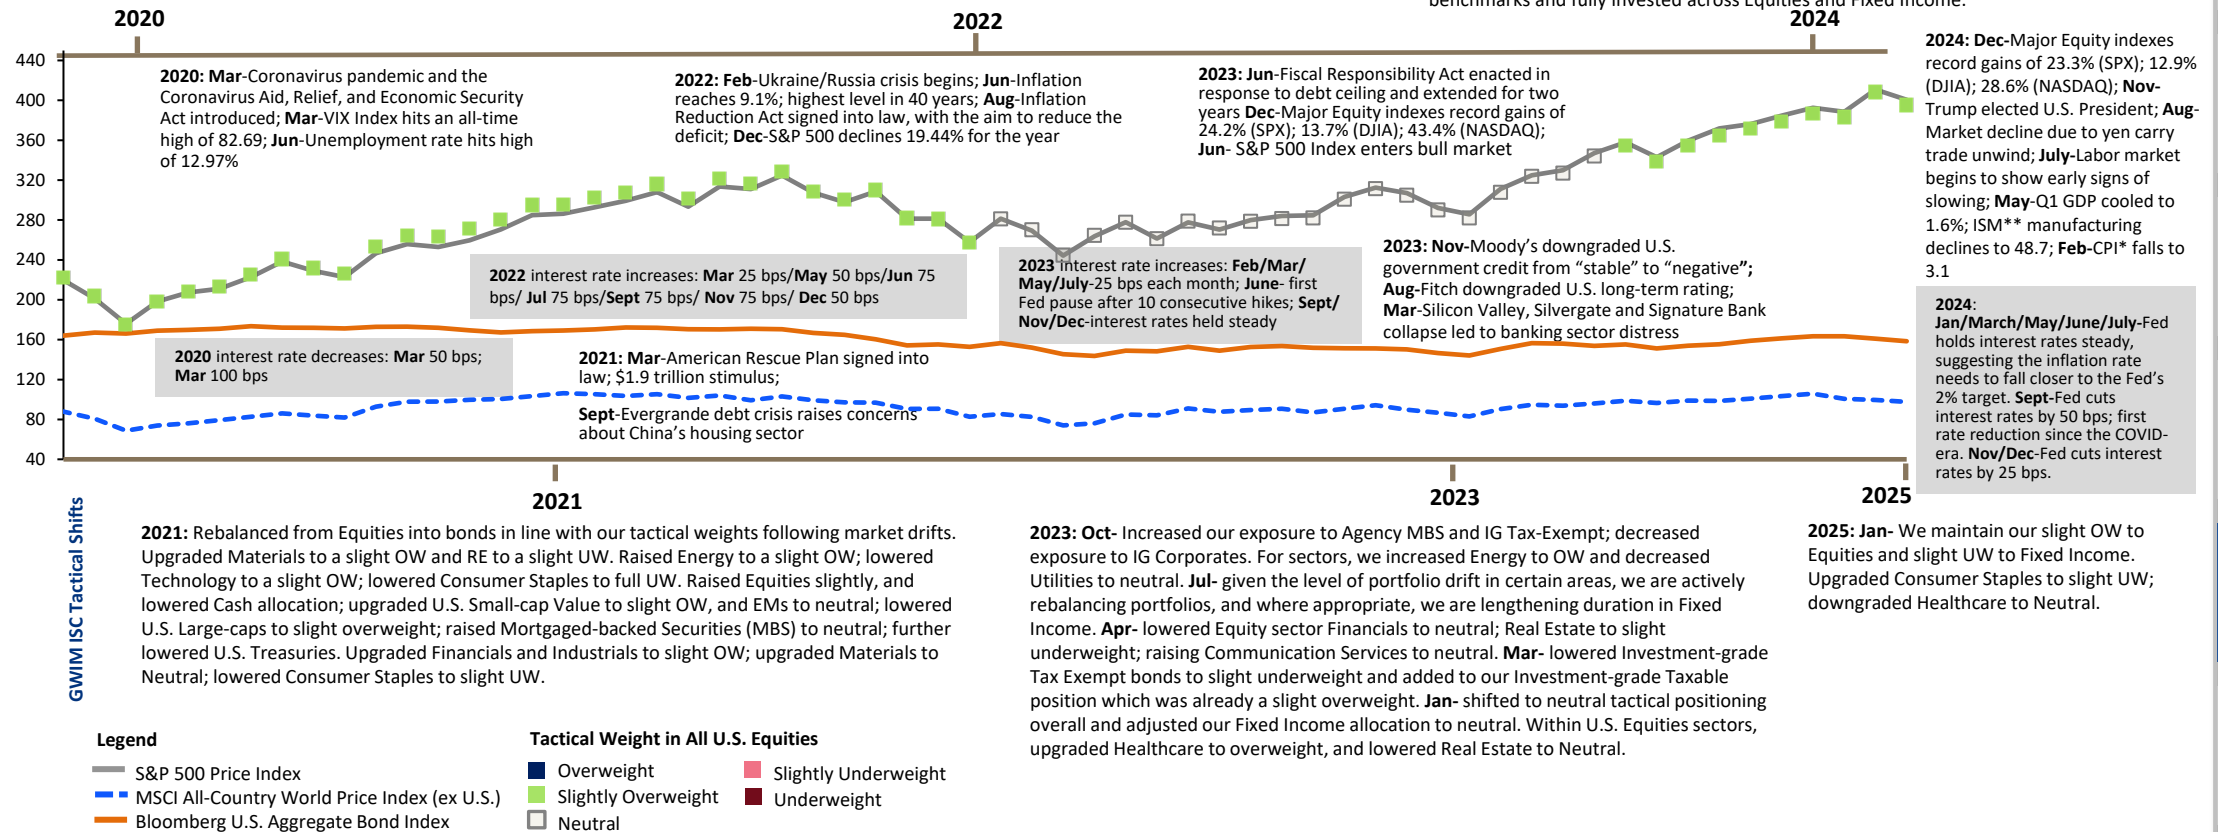 benchmarks and fully invested across Equities and Fixed Income.
2020
2022
2024
440
400
360
320
280
240
200
160
120
80
40
2020: Mar-Coronavirus pandemic and the
Coronavirus Aid, Relief, and Economic Security
Act introduced; Mar-VIX Index hits an all-time
high of 82.69; Jun-Unemployment rate hits high
of 12.97%
2022: Feb-Ukraine/Russia crisis begins; Jun-Inflation
reaches 9.1%; highest level in 40 years; Aug-Inflation
Reduction Act signed into law, with the aim to reduce the
deficit; Dec-S&P 500 declines 19.44% for the year
2023: Jun-Fiscal Responsibility Act enacted in
response to debt ceiling and extended for two
years Dec-Major Equity indexes record gains of
24.2% (SPX); 13.7% (DJIA); 43.4% (NASDAQ);
Jun- S&P 500 Index enters bull market
2024: Dec-Major Equity indexes
record gains of 23.3% (SPX); 12.9%
(DJIA); 28.6% (NASDAQ); Nov-
Trump elected U.S. President; Aug-
Market decline due to yen carry
trade unwind; July-Labor market
begins to show early signs of
slowing; May-Q1 GDP cooled to
1.6%; ISM** manufacturing
declines to 48.7; Feb-CPI* falls to
3.1
2022 interest rate increases: Mar 25 bps/May 50 bps/Jun 75
bps/ Jul 75 bps/Sept 75 bps/ Nov 75 bps/ Dec 50 bps
2023 interest rate increases: Feb/Mar/
May/July-25 bps each month; June- first
Fed pause after 10 consecutive hikes; Sept/
Nov/Dec-interest rates held steady
2023: Nov-Moody's downgraded U.S.
government credit from “stable” to “negative”;
Aug-Fitch downgraded U.S. long-term rating;
Mar-Silicon Valley, Silvergate and Signature Bank
collapse led to banking sector distress
2020 interest rate decreases: Mar 50 bps;
Mar 100 bps
2021: Mar-American Rescue Plan signed into
law; $1.9 trillion stimulus;
Sept-Evergrande debt crisis raises concerns
about China's housing sector
2024:
Jan/March/May/June/July-Fed
holds interest rates steady,
suggesting the inflation rate
needs to fall closer to the Fed's
2% target. Sept-Fed cuts
interest rates by 50 bps; first
rate reduction since the COVID-
era. Nov/Dec-Fed cuts interest
rates by 25 bps.
2021
2023
2025
GWIM ISC Tactical Shifts
2021: Rebalanced from Equities into bonds in line with our tactical weights following market drifts.
Upgraded Materials to a slight OW and RE to a slight UW. Raised Energy to a slight OW; lowered
Technology to a slight OW; lowered Consumer Staples to full UW. Raised Equities slightly, and
lowered Cash allocation; upgraded U.S. Small-cap Value to slight OW, and EMs to neutral; lowered
U.S. Large-caps to slight overweight; raised Mortgaged-backed Securities (MBS) to neutral; further
lowered U.S. Treasuries. Upgraded Financials and Industrials to slight OW; upgraded Materials to
Neutral; lowered Consumer Staples to slight UW.
2023: Oct- Increased our exposure to Agency MBS and IG Tax-Exempt; decreased
exposure to IG Corporates. For sectors, we increased Energy to OW and decreased
Utilities to neutral. Jul- given the level of portfolio drift in certain areas, we are actively
rebalancing portfolios, and where appropriate, we are lengthening duration in Fixed
Income. Apr- lowered Equity sector Financials to neutral; Real Estate to slight
underweight; raising Communication Services to neutral. Mar- lowered Investment-grade
Tax Exempt bonds to slight underweight and added to our Investment-grade Taxable
position which was already a slight overweight. Jan- shifted to neutral tactical positioning
overall and adjusted our Fixed Income allocation to neutral. Within U.S. Equities sectors,
upgraded Healthcare to overweight, and lowered Real Estate to Neutral.
2025: Jan- We maintain our slight OW to
Equities and slight UW to Fixed Income.
Upgraded Consumer Staples to slight UW;
downgraded Healthcare to Neutral.
Legend
S&P 500 Price Index
MSCI All-Country World Price Index (ex U.S.)
Bloomberg U.S. Aggregate Bond Index
Tactical Weight in All U.S. Equities
Overweight
Slightly Overweight
Neutral
Slightly Underweight
Underweight